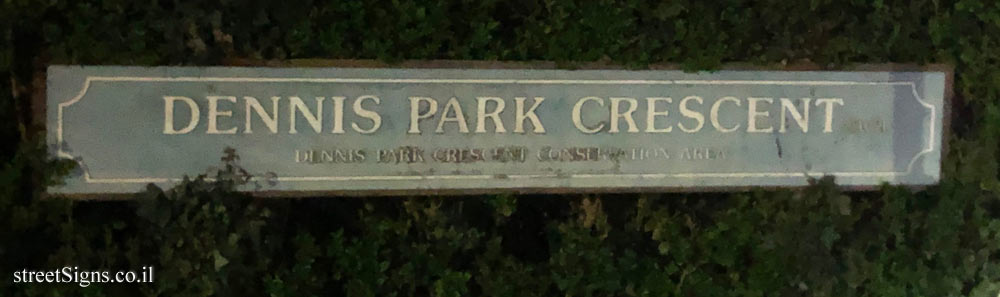 DENNIS PARK CRESCENT
DENNIS PARK CRESCENT CONSERVATION AREA
streetSigns.co.il